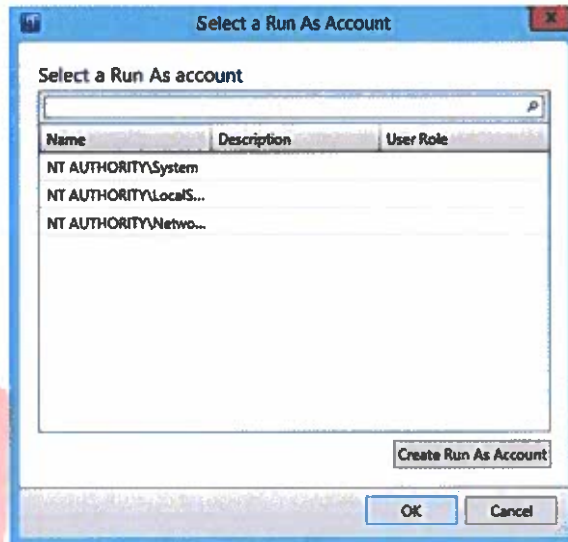 Select a Run As Account
x
Select a Run As account
Name Description User Role
NT AUTHORITY\System
NT AUTHORITY\LocalS...
NT AUTHORITY\Netwo...
Create Run As Account
OK Cancel